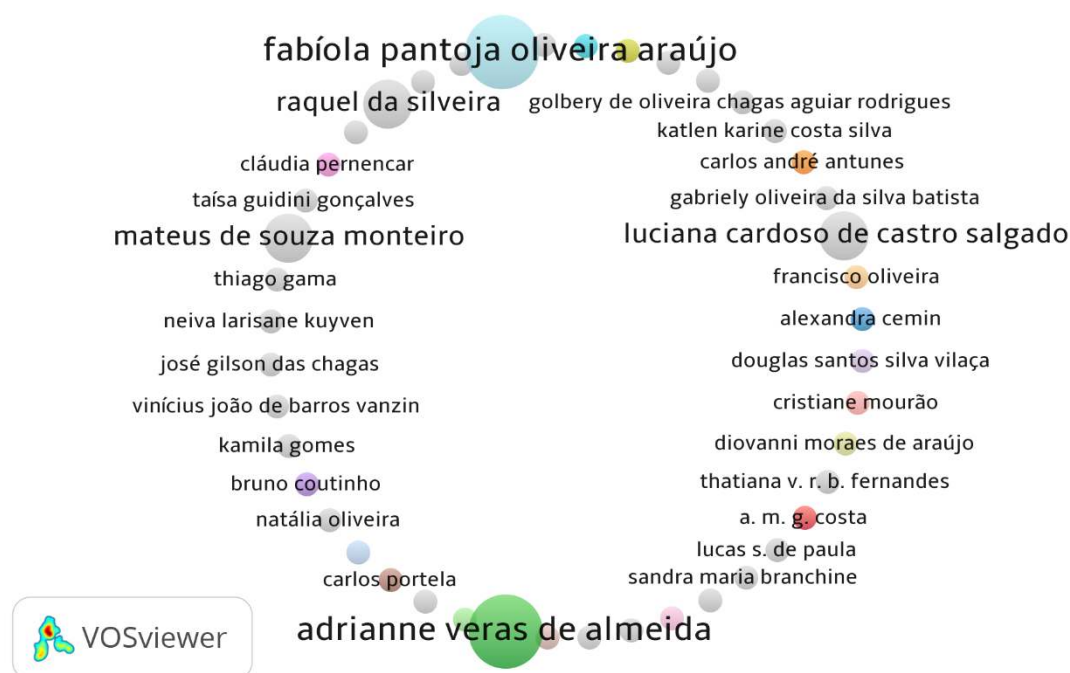 fabíola pantoja oliveira araújo
raquel da silveira
golbery de oliveira chagas aguiar rodrigues
katlen karine costa silva
cláudia pernencar
carlos andré antunes
taísa guidini gonçalves
gabriely oliveira da silva batista
mateus de souza monteiro
luciana cardoso de castro salgado
thiago gama
francisco oliveira
neiva larisane kuyven
alexandra cemin
josé gilson das chagas
douglas santos silva vilaça
vinícius joão de barros vanzin
cristiane mourão
kamila gomes
diovanni moraes de araújo
bruno coutinho
thatiana v. r. b. fernandes
natália oliveira
a. m. g. costa
lucas s. de paula
carlos portela
sandra maria branchine
adrianne veras de almeida
VOSviewer